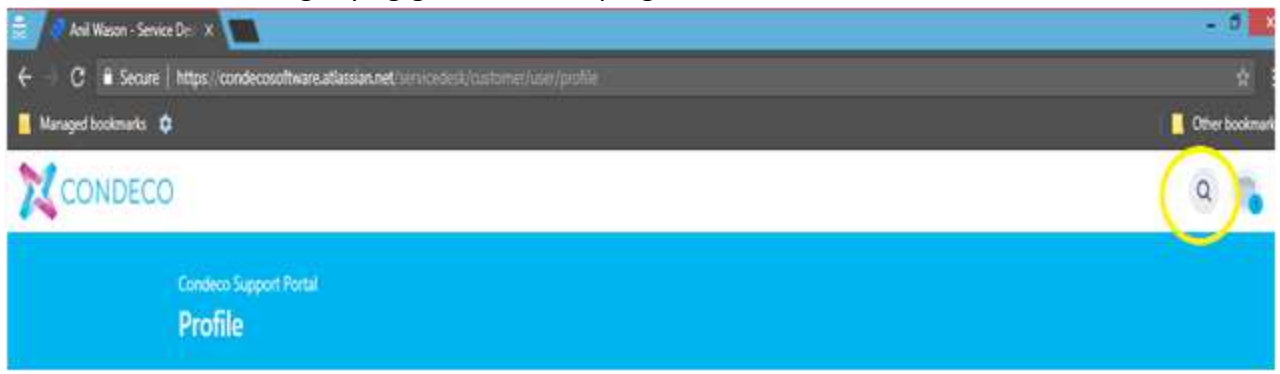 Anil Wason - Service De
Secure | https://condecosoftware.atlassian.net/servicedesk/customer/user/profile
Managed bookmarks
Other bookmark
CONDECO
Condeco Support Portal
Profile